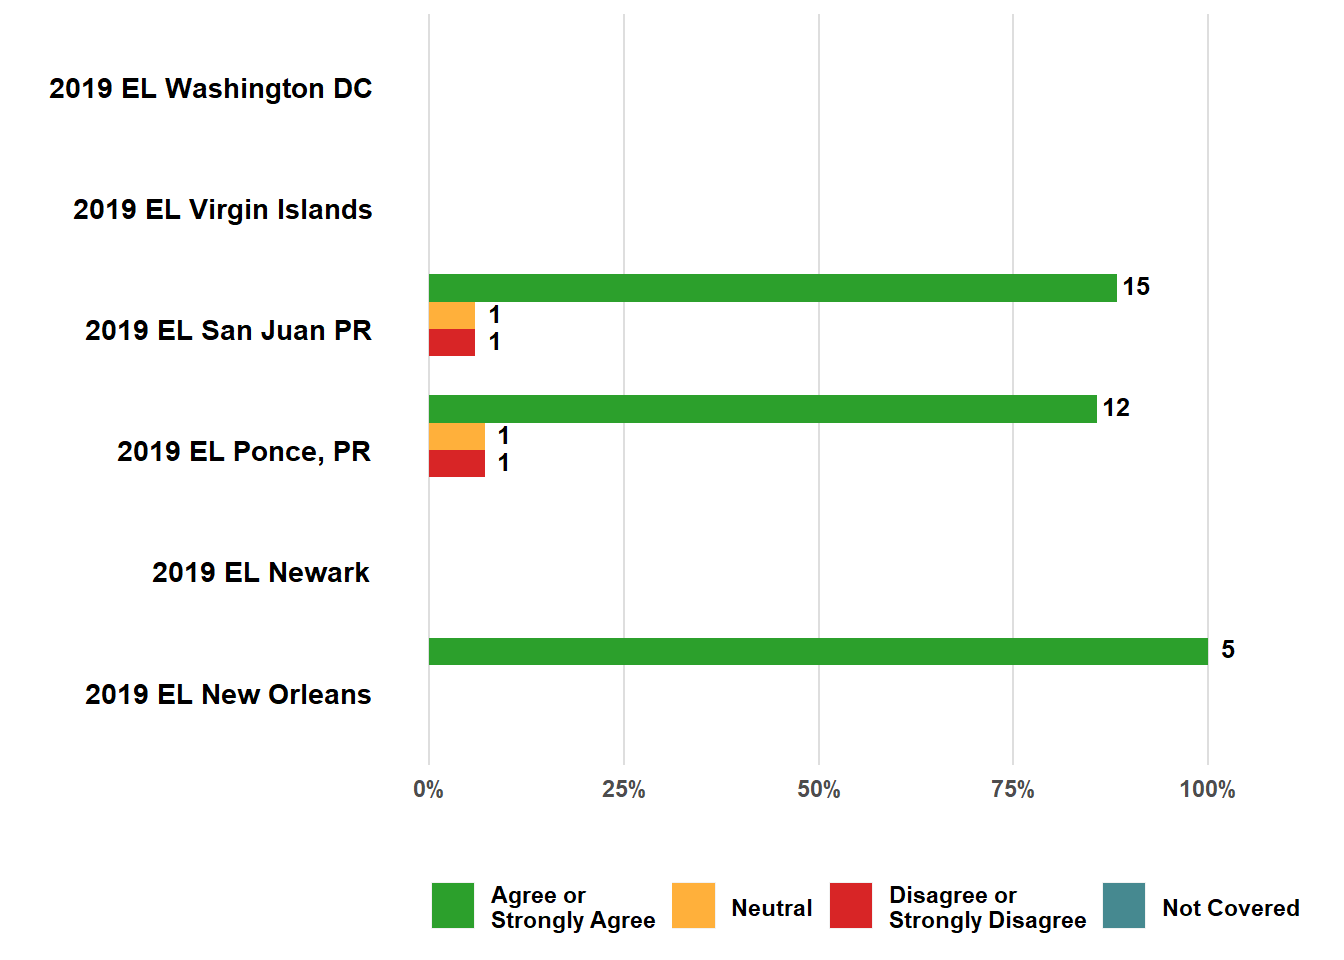 2019 EL Washington DC
2019 EL Virgin Islands
15
1
2019 EL San Juan PR
1
12
1
2019 EL Ponce, PR
1
2019 EL Newark
5
2019 EL New Orleans
0%
25%
50%
75%
100%
Agree or
Strongly Agree
Neutral
Disagree or
Strongly Disagree
Not Covered